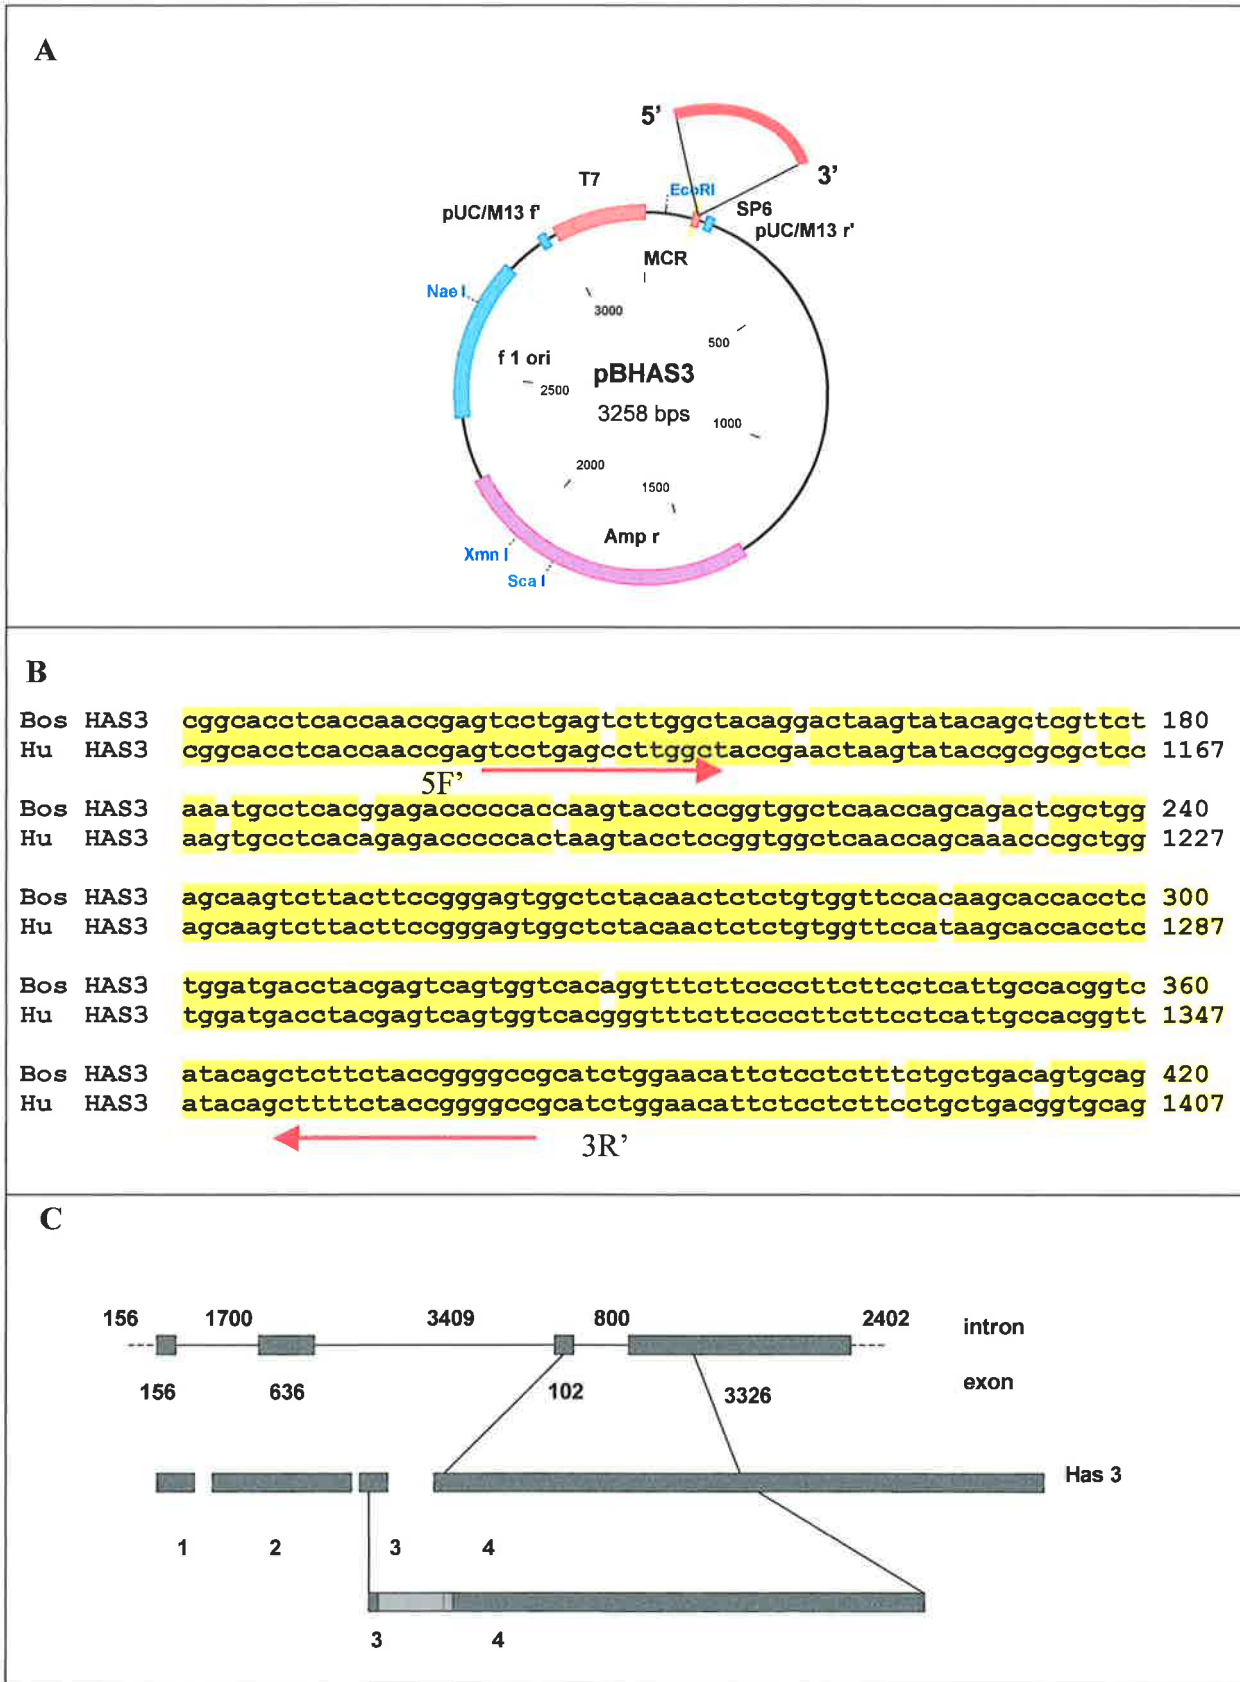 A
5'
3'
T7
EcoRI
SP6
pUC/M13 f'
pUC/M13 r'
MCR
Nae I
3000
500
f 1 ori
pBHAS3
2500
3258 bps
1000
2000
1500
Amp r
Xmn I
Sca I
B
Bos HAS3 cggcacctcaccaaccgagtcctgagtcttggctacaggactaagtatacagctcgttct 180
Hu HAS3 cggcacctcaccaaccgagtcctgagccttggctaccgaactaagtataccgcgcgctcc 1167
5F'
Bos HAS3 aaatgcctcacggagacccccaccaagtacctccggtggctcaaccagcagactcgctgg 240
Hu HAS3 aagtgcctcacagagacccccactaagtacctccggtggctcaaccagcaaacccgctgg 1227
Bos HAS3 agcaagtcttacttccgggagtggctctacaactctctgtggttccacaagcaccacctc 300
Hu HAS3 agcaagtcttacttccgggagtggctctacaactctctgtggttccataagcaccacctc 1287
Bos HAS3 tggatgacctacgagtcagtggtcacaggtttcttccccttcttcctcattgccacggtc 360
Hu HAS3 tggatgacctacgagtcagtggtcacgggtttcttccccttcttcctcattgccacggtt 1347
Bos HAS3 atacagctcttctaccggggccgcatctggaacattctcctctttctgctgacagtgcag 420
Hu HAS3 atacagcttttctaccggggccgcatctggaacattctcctcttcctgctgacggtgcag 1407
3R'
C
156 1700 3409 800 2402 intron
156 636 102 3326 exon
Has 3
1 2 3 4
3 4